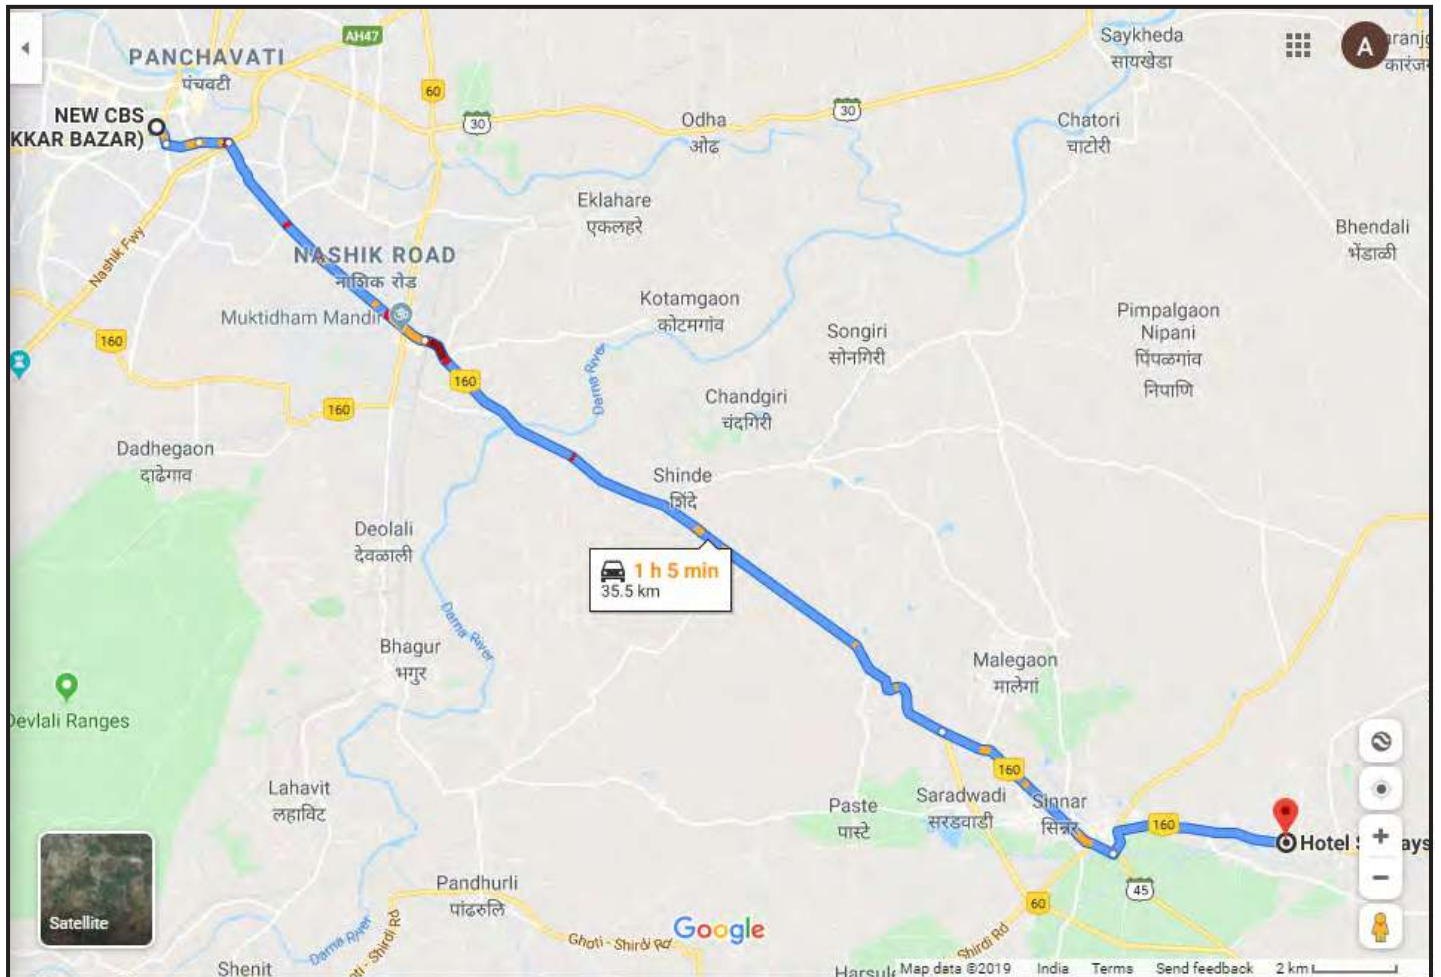 AH47
Saykheda
सायखेडा
A
PANCHAVATI
पंचवटी
60
30
Odha
ओढ
30
Chatori
चाटोरी
NEW CBS
KKAR BAZAR)
Eklahare
एकलहरे
Bhendali
भेंडाळी
Nashik Fwy
NASHIK ROAD
नाशिक रोड
Muktidham Mandir
Kotamgaon
कोटमगांव
Songiri
सोनगिरी
Pimpalgaon
Nipani
पिंपळगांव
निपाणि
160
160
160
Darna River
Chandgiri
चंदगिरी
Dadhegaon
दाढेगाव
Shinde
शिंदे
Deolali
देवळाली
1 h 5 min
35.5 km
Darna River
Bhagur
भगुर
Malegaon
मालेगां
Devlali Ranges
160
Lahavit
लहाविट
Paste
पास्टे
Saradwadi
सरडवाडी
Sinnar
सिन्नर
160
Hotel
Satellite
Pandhurli
पांढरुलि
45
60
Darna River
Ghoti - Shirdi Rd
Shirdi Rd
Google
Shenit
Map data ©2019 India Terms Send feedback 2 km